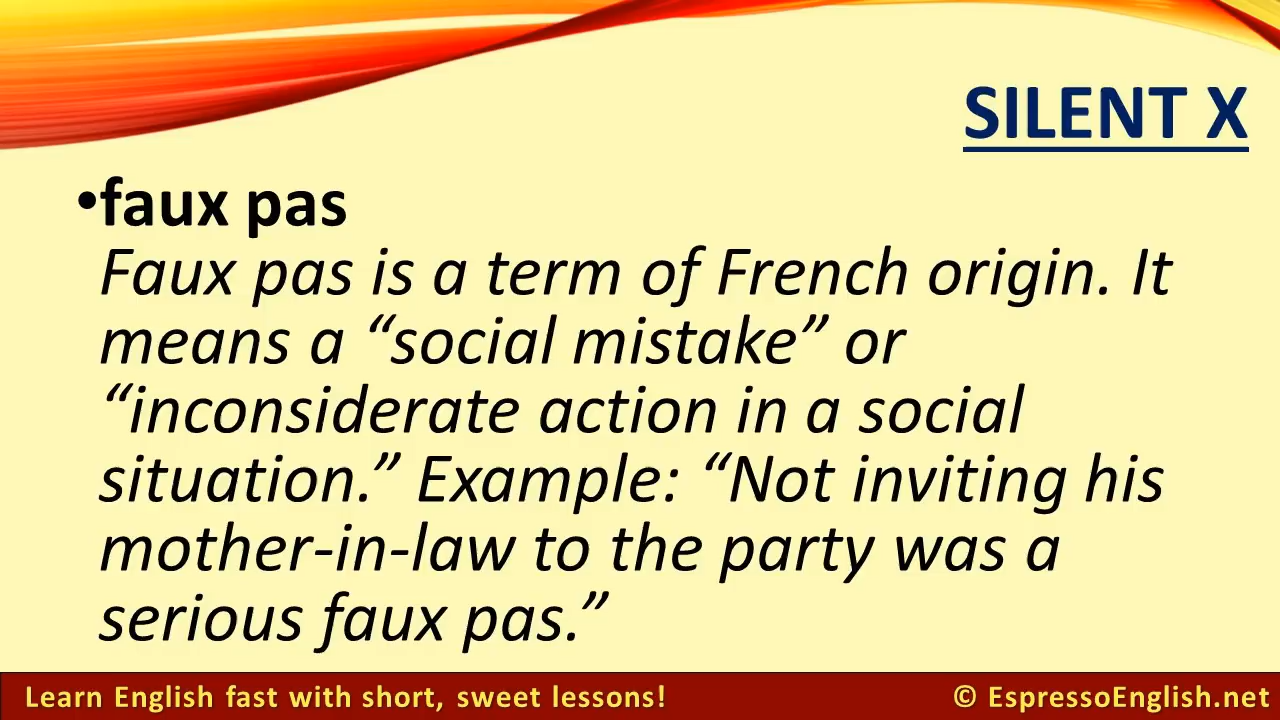 SILENT X
•faux pas
Faux pas is a term of French origin. It
means a “social mistake” or
“inconsiderate action in a social
situation.” Example: “Not inviting his
mother-in-law to the party was a
serious faux pas.”
Learn English fast with short, sweet lessons!
© EspressoEnglish.net